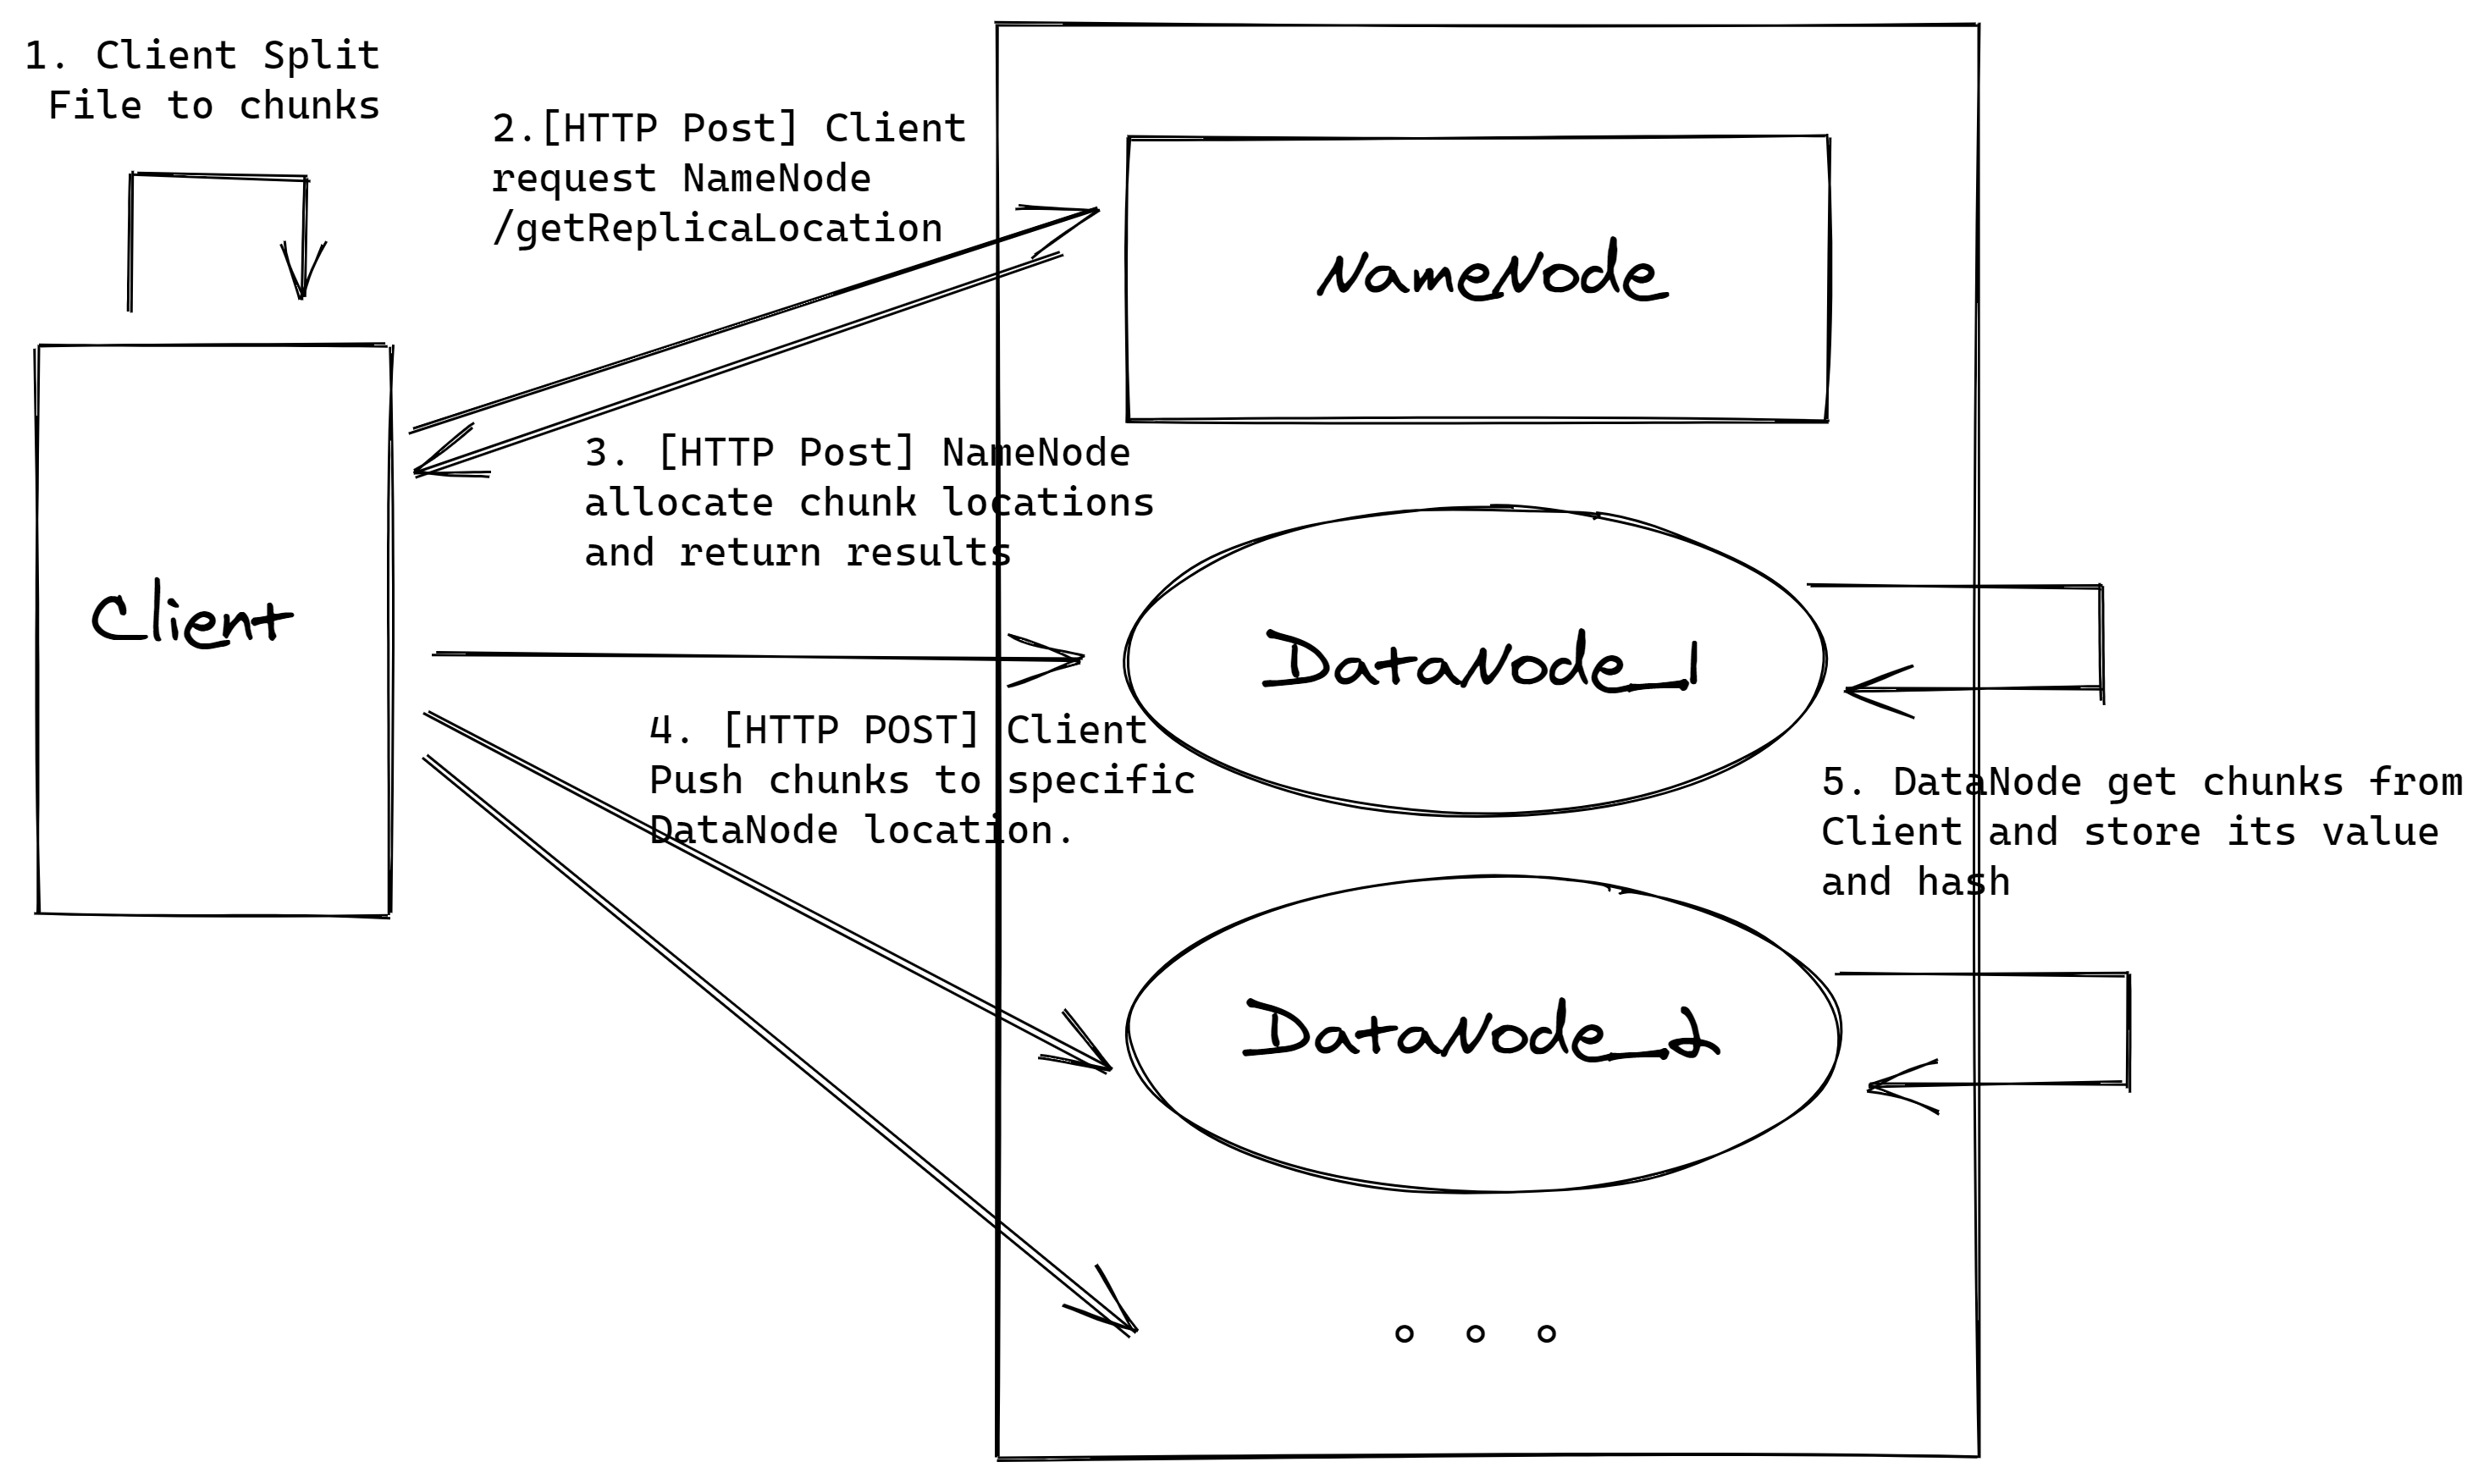 1. Client Split
File to chunks
2.[HTTP Post] Client
request NameNode
/getReplicaLocation
NameNode
3. [HTTP Post] NameNode
allocate chunk locations
and return results
Client
DataNode_1
4. [HTTP POST] Client
Push chunks to specific
DataNode location.
5. DataNode get chunks from
Client and store its value
and hash
DataNode_2